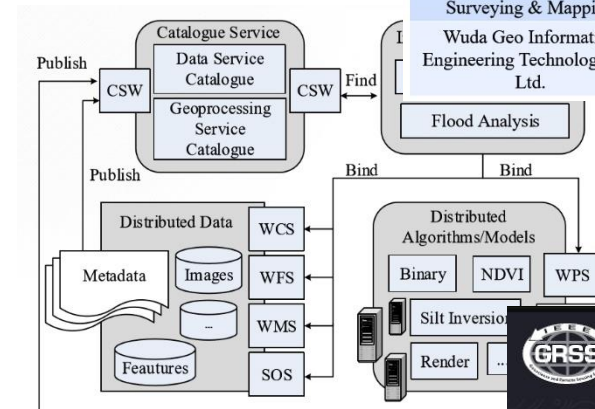 Surveying & Mappi
Wuda Geo Informati
Engineering Technolog
Ltd.
Catalogue Service
Data Service
Catalogue
Geoprocessing
Service
Catalogue
CSW
CSW
Publish
Find
Flood Analysis
Publish
Bind
Bind
Distributed Data
WCS
WFS
WMS
SOS
Metadata
Images
...
Feautures
Distributed
Algorithms/Models
Binary
NDVI
WPS
Silt Inversion
Render
...
IEEE
GRSS